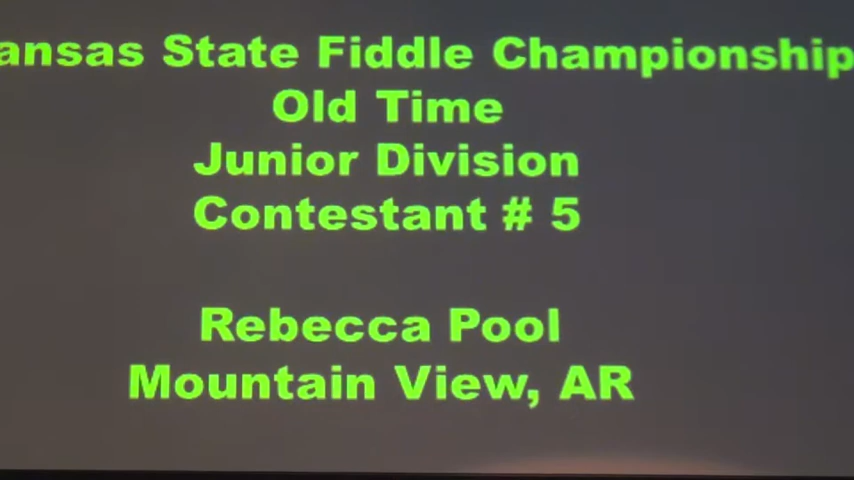 ansas State Fiddle Championship
Old Time
Junior Division
Contestant # 5
Rebecca Pool
Mountain View, AR